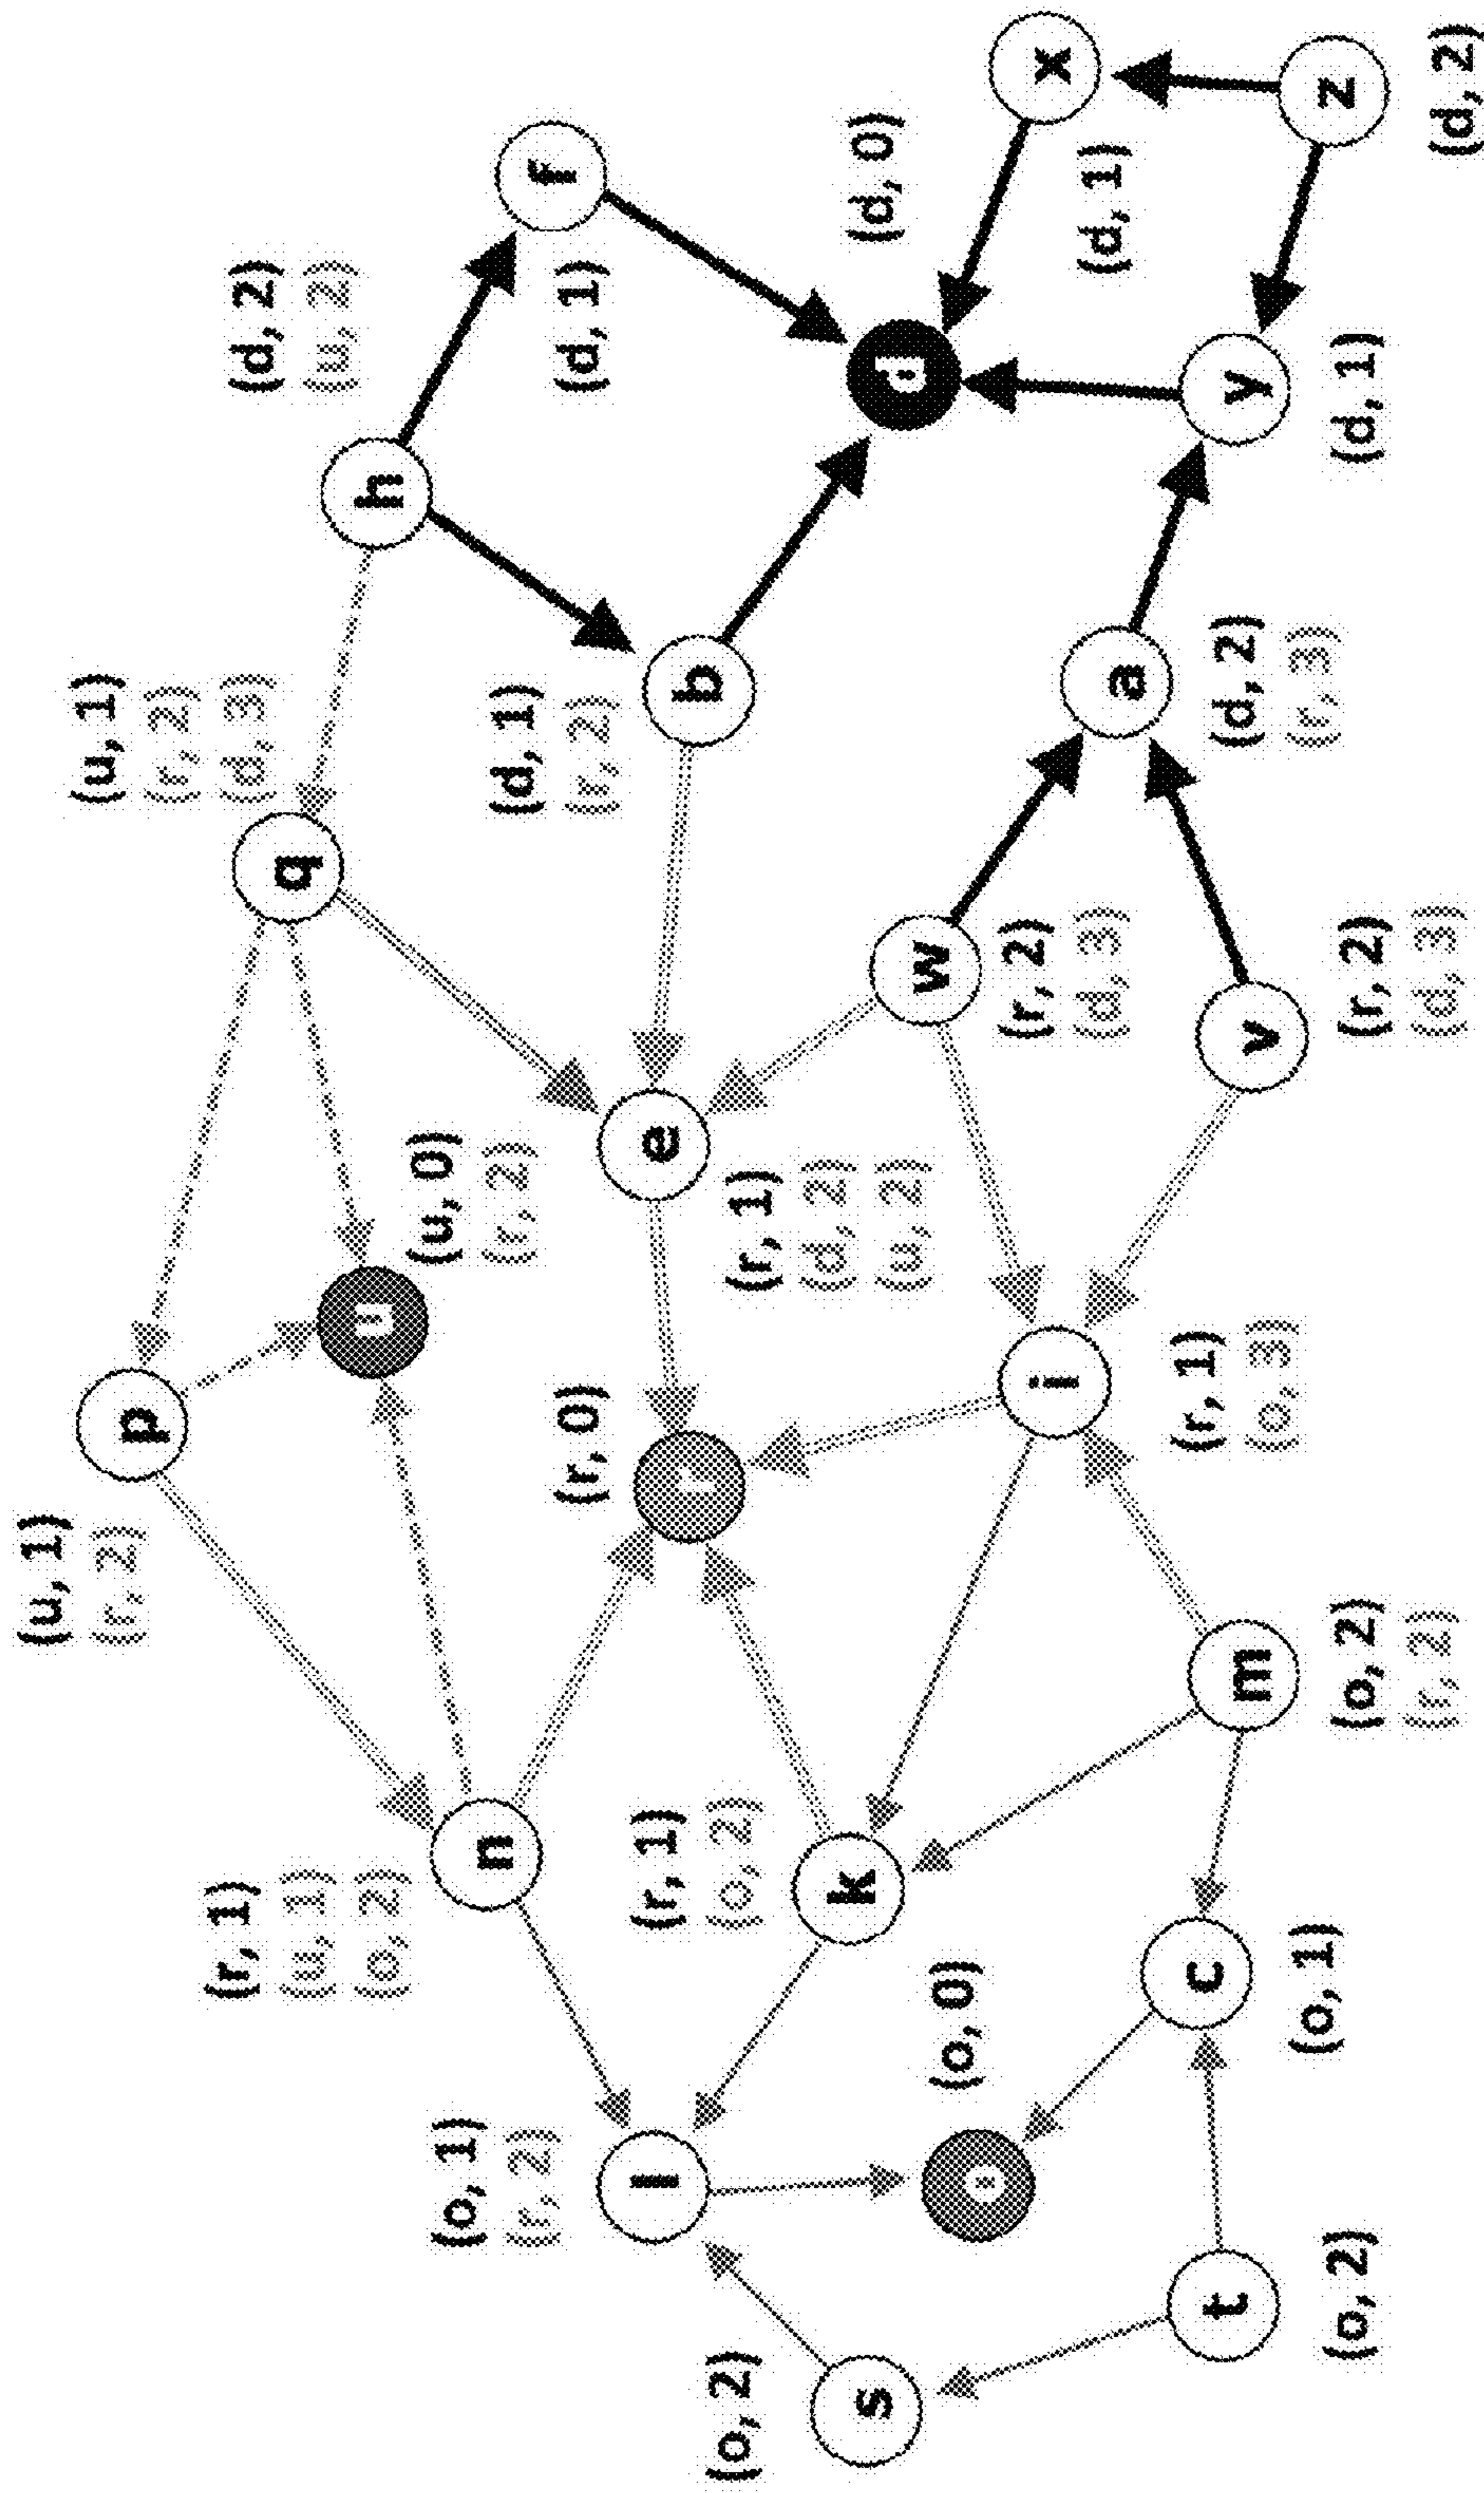 (u, 1)
(r, 2)
p
(u, 1)
(r, 2)
(d, 3)
q
(d, 2)
(u, 2)
h
(r, 1)
(u, 1)
(o, 2)
n
u
(u, 0)
(r, 2)
(o, 1)
(r, 2)
l
(d, 1)
(r, 2)
b
f
(d, 1)
(r, 0)
r
e
(r, 1)
(d, 2)
(u, 2)
(r, 1)
(o, 2)
k
(o, 2)
s
(d, 0)
d
(o, 0)
o
w
(r, 2)
(d, 3)
x
(d, 1)
i
(r, 1)
(o, 3)
a
(d, 2)
(r, 3)
c
(o, 1)
t
(o, 2)
m
(o, 2)
(r, 2)
v
(r, 2)
(d, 3)
y
(d, 1)
z
(d, 2)